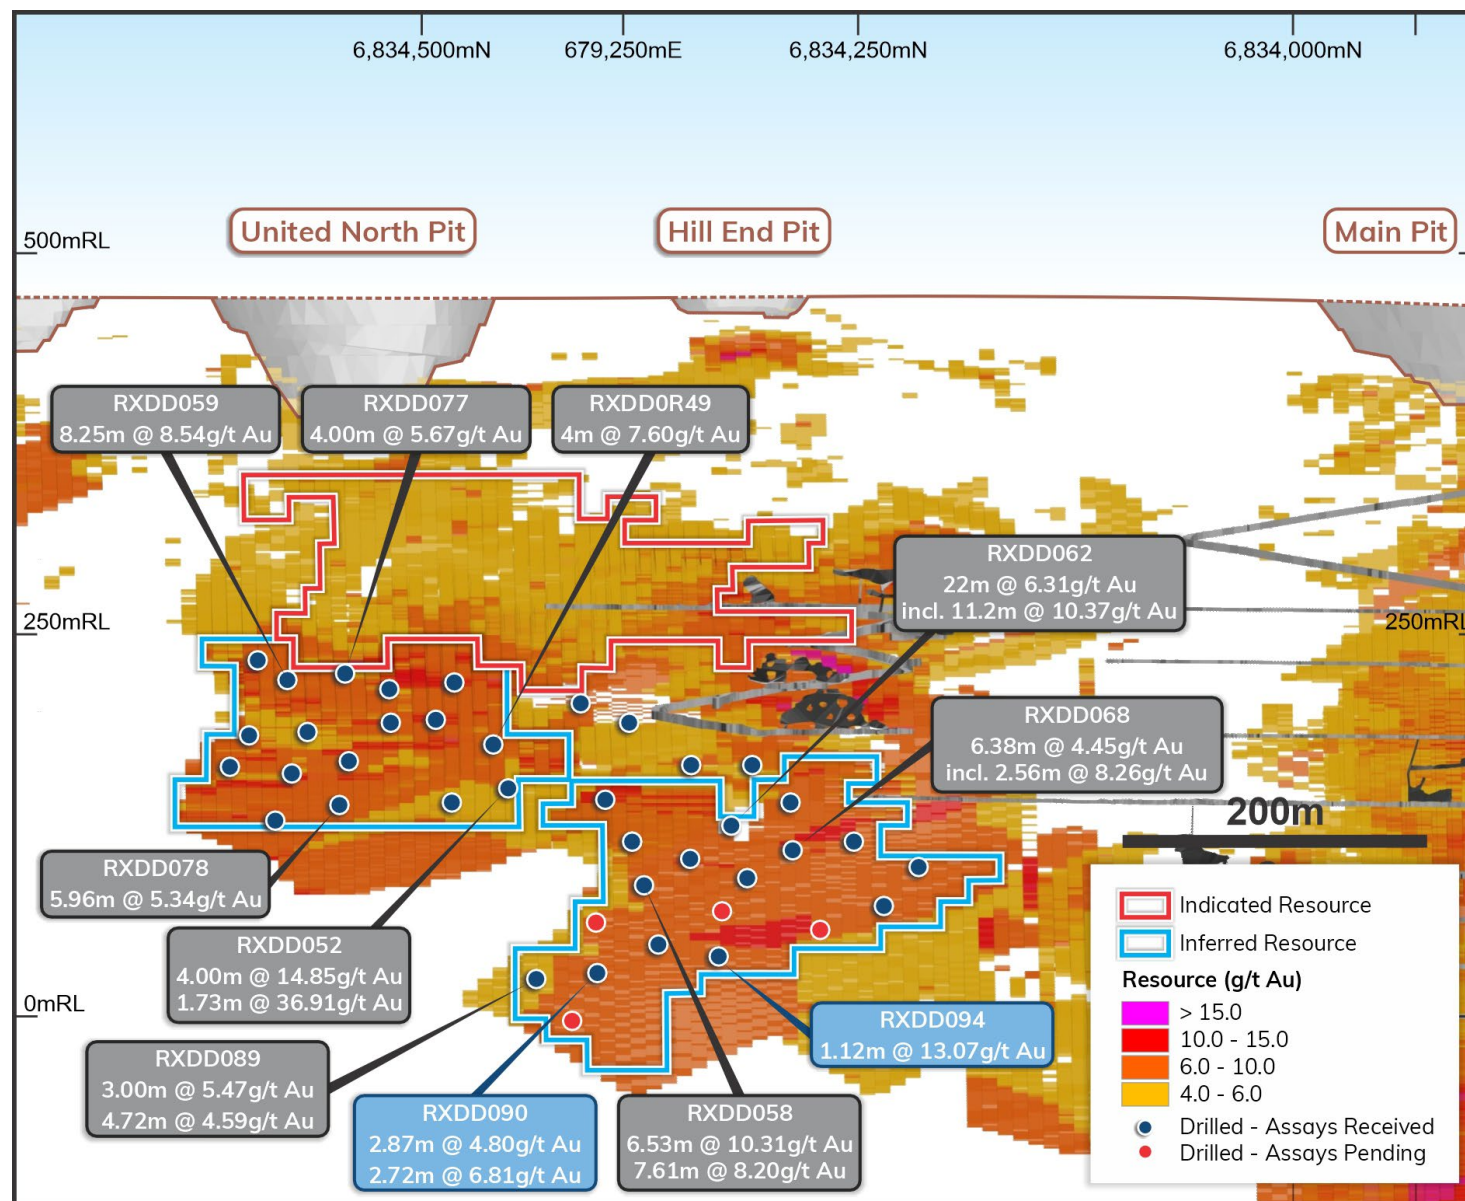 6,834,500mN
679,250mE
6,834,250mN
6,834,000mN
United North Pit
Hill End Pit
Main Pit
500mRL
RXDD059
8.25m @ 8.54g/t Au
RXDD077
4.00m @ 5.67g/t Au
RXDD0R49
4m @ 7.60g/t Au
RXDD062
22m @ 6.31g/t Au
incl. 11.2m @ 10.37g/t Au
250mRL
250mRL
RXDD068
6.38m @ 4.45g/t Au
incl. 2.56m @ 8.26g/t Au
200m
RXDD078
5.96m @ 5.34g/t Au
RXDD052
4.00m @ 14.85g/t Au
1.73m @ 36.91g/t Au
0mRL
RXDD094
1.12m @ 13.07g/t Au
RXDD089
3.00m @ 5.47g/t Au
4.72m @ 4.59g/t Au
RXDD090
2.87m @ 4.80g/t Au
2.72m @ 6.81g/t Au
RXDD058
6.53m @ 10.31g/t Au
7.61m @ 8.20g/t Au
Indicated Resource
Inferred Resource
Resource (g/t Au)
> 15.0
10.0 - 15.0
6.0 - 10.0
4.0 - 6.0
Drilled - Assays Received
Drilled - Assays Pending